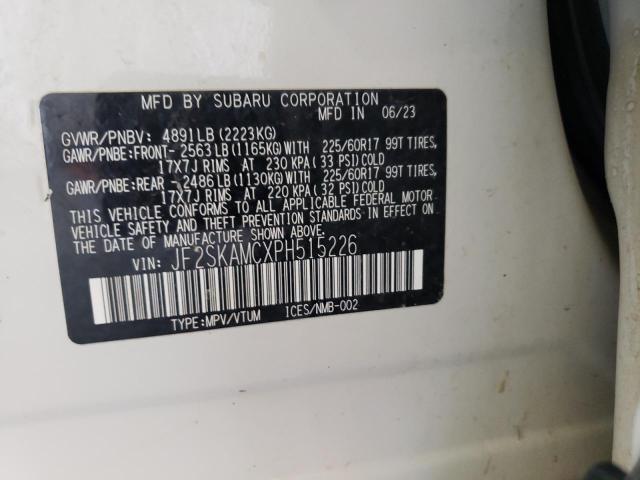 MFD BY SUBARU CORPORATION
MFD IN 06/23
GVWR/PNBV: 4891LB (2223KG)
GAWR/PNBE:FRONT- 2563LB (1165KG)WITH 225/60R17 99T TIRES,
17X7J RIMS AT 230 KPA (33 PSI)COLD
GAWR/PNBE:REAR - 2486LB (1130KG)WITH 225/60R17 99T TIRES,
17X7J RIMS AT 220 KPA (32 PSI)COLD
THIS VEHICLE CONFORMS TO ALL APPLICABLE FEDERAL MOTOR
VEHICLE SAFETY AND THEFT PREVENTION STANDARDS IN EFFECT
ON THE DATE OF MANUFACTURE SHOWN ABOVE.
VIN: JF2SKAMCXPH515226
TYPE:MPV/VTUM ICES/NMB-002